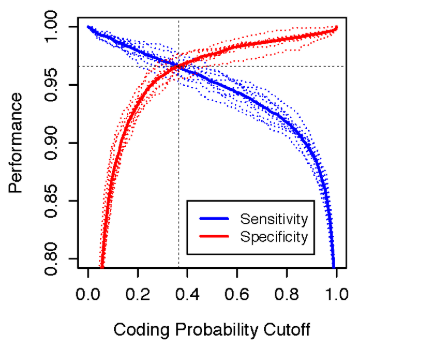 1.00
0.95
0.90
0.85
0.80
Performance
Sensitivity
Specificity
0.0 0.2 0.4 0.6 0.8 1.0
Coding Probability Cutoff